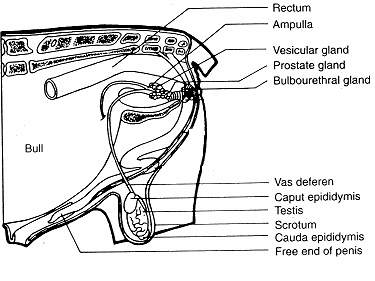 Rectum
Ampulla
Vesicular gland
Prostate gland
Bulbourethral gland
Bull
Vas deferen
Caput epididymis
Testis
Scrotum
Cauda epididymis
Free end of penis